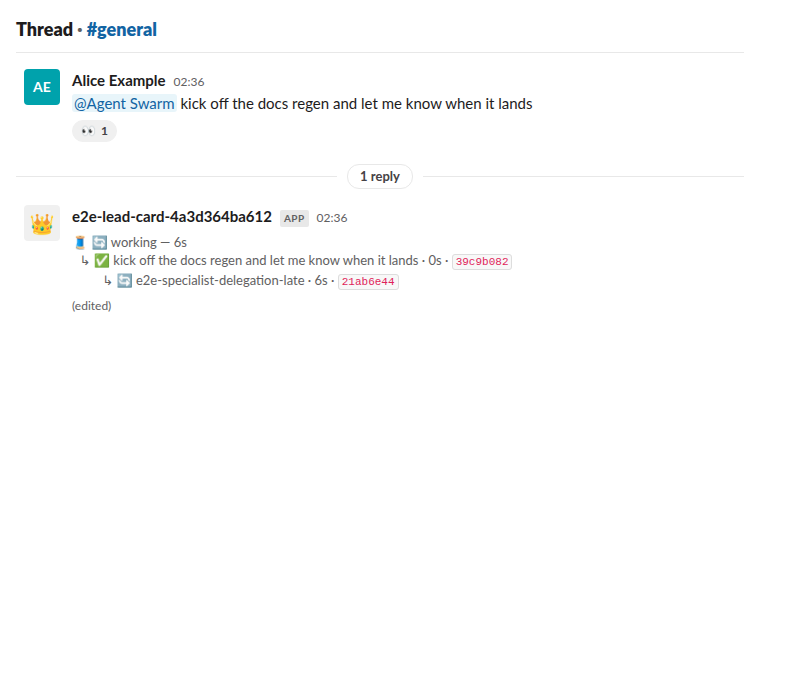 Thread • #general
AE
Alice Example 02:36
@Agent Swarm kick off the docs regen and let me know when it lands
👀 1
1 reply
e2e-lead-card-4a3d364ba612 APP 02:36
🧵 🔄 working — 6s
↳ ✅ kick off the docs regen and let me know when it lands · 0s · 39c9b082
↳ 🔄 e2e-specialist-delegation-late · 6s · 21ab6e44
(edited)